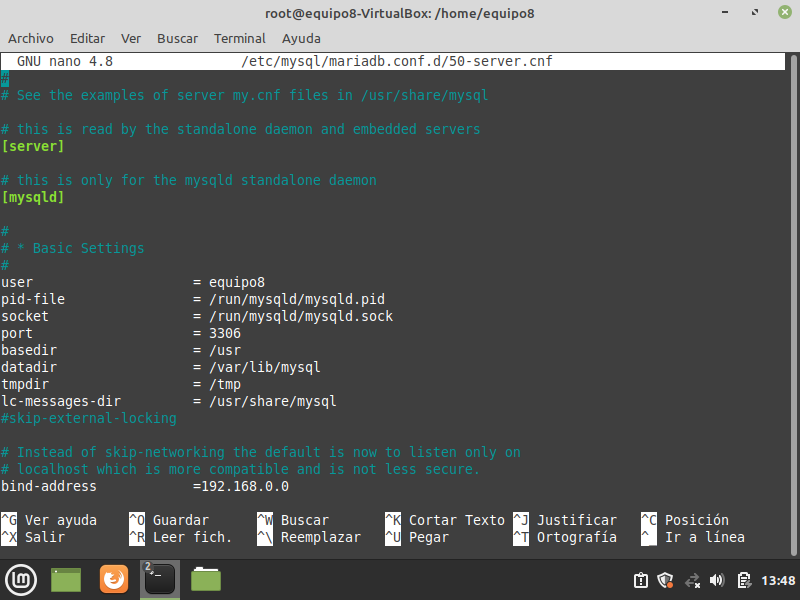 root@equipo8-VirtualBox: /home/equipo8
Archivo Editar Ver Buscar Terminal Ayuda
GNU nano 4.8 /etc/mysql/mariadb.conf.d/50-server.cnf
#
# See the examples of server my.cnf files in /usr/share/mysql
# this is read by the standalone daemon and embedded servers
[server]
# this is only for the mysqld standalone daemon
[mysqld]
#
# * Basic Settings
#
user = equipo8
pid-file = /run/mysqld/mysqld.pid
socket = /run/mysqld/mysqld.sock
port = 3306
basedir = /usr
datadir = /var/lib/mysql
tmpdir = /tmp
lc-messages-dir = /usr/share/mysql
#skip-external-locking
# Instead of skip-networking the default is now to listen only on
# localhost which is more compatible and is not less secure.
bind-address =192.168.0.0
^G Ver ayuda ^O Guardar ^W Buscar ^K Cortar Texto ^J Justificar ^C Posición
^X Salir ^R Leer fich. ^\ Reemplazar ^U Pegar ^T Ortografía ^_ Ir a línea
2
13:48